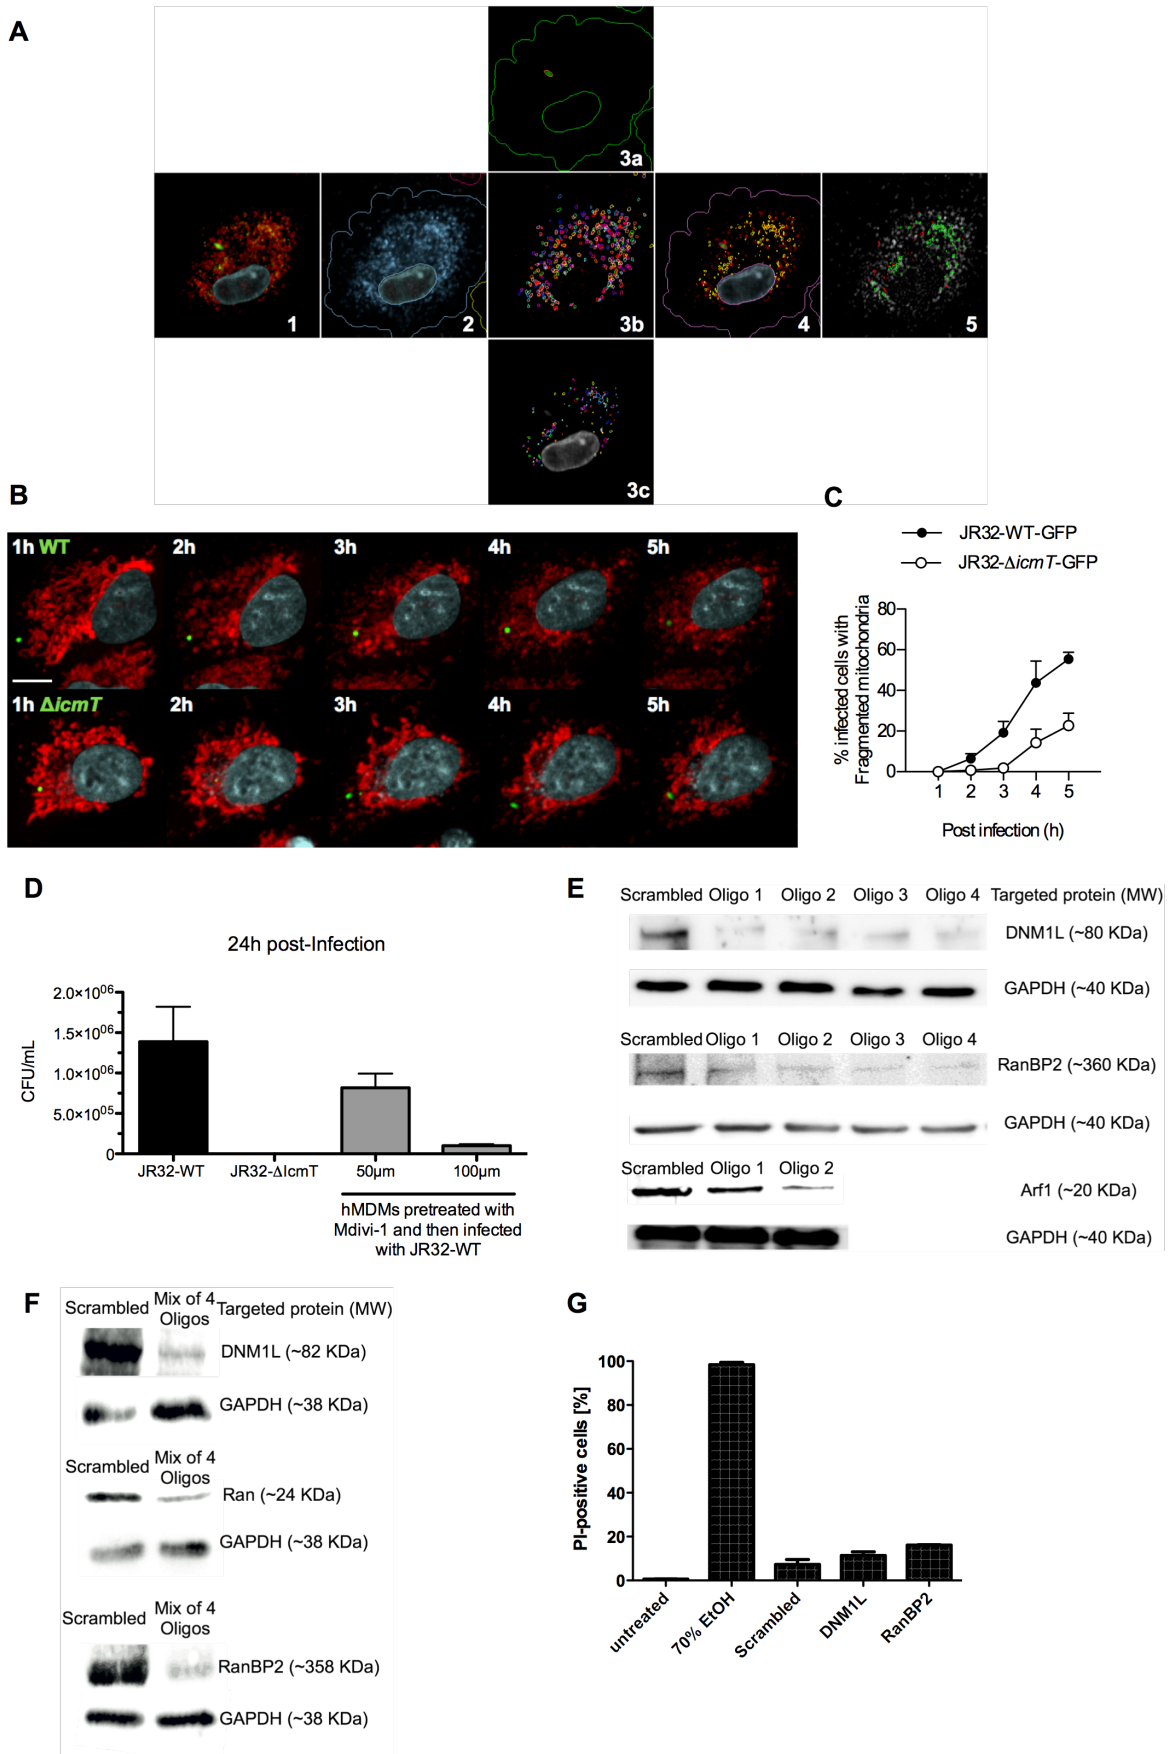 A
3a
1
2
3b
4
5
3c
B
1h WT
2h
3h
4h
5h
1h ΔicmT
2h
3h
4h
5h
C
JR32-WT-GFP
JR32-ΔicmT-GFP
% infected cells with
Fragmented mitochondria
80
60
40
20
0
1 2 3 4 5
Post infection (h)
D
24h post-Infection
CFU/mL
2.0×10⁰⁶
1.5×10⁰⁶
1.0×10⁰⁶
5.0×10⁰⁵
0
JR32-WT JR32-ΔIcmT 50µm 100µm
hMDMs pretreated with
Mdivi-1 and then infected
with JR32-WT
E
Scrambled Oligo 1 Oligo 2 Oligo 3 Oligo 4 Targeted protein (MW)
DNM1L (~80 KDa)
GAPDH (~40 KDa)
Scrambled Oligo 1 Oligo 2 Oligo 3 Oligo 4
RanBP2 (~360 KDa)
GAPDH (~40 KDa)
Scrambled Oligo 1 Oligo 2
Arf1 (~20 KDa)
GAPDH (~40 KDa)
F
Scrambled Mix of 4 Targeted protein (MW)
Oligos
DNM1L (~82 KDa)
GAPDH (~38 KDa)
Scrambled Mix of 4
Oligos
Ran (~24 KDa)
GAPDH (~38 KDa)
Scrambled Mix of 4
Oligos
RanBP2 (~358 KDa)
GAPDH (~38 KDa)
G
PI-positive cells [%]
100
80
60
40
20
0
untreated
70% EtOH
Scrambled
DNM1L
RanBP2